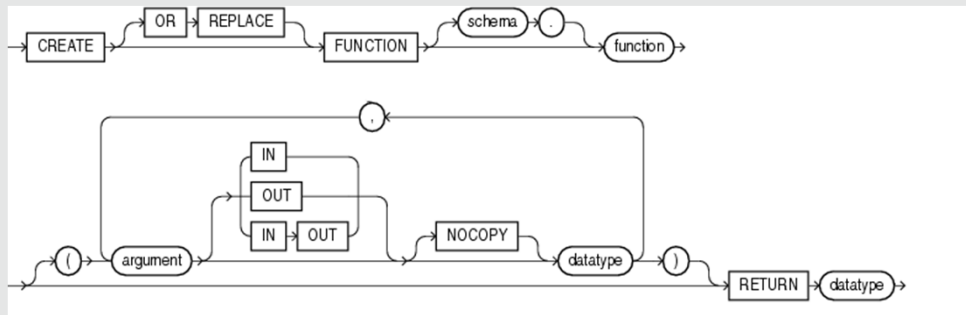 OR REPLACE schema .
CREATE FUNCTION function
,
IN
OUT
IN OUT NOCOPY
( argument datatype )
RETURN datatype